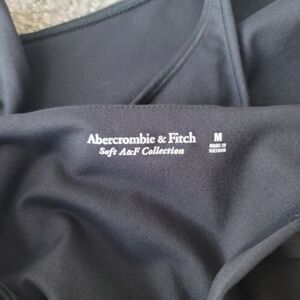 Abercrombie & Fitch
Soft A&F Collection
M
MADE IN
VIETNAM